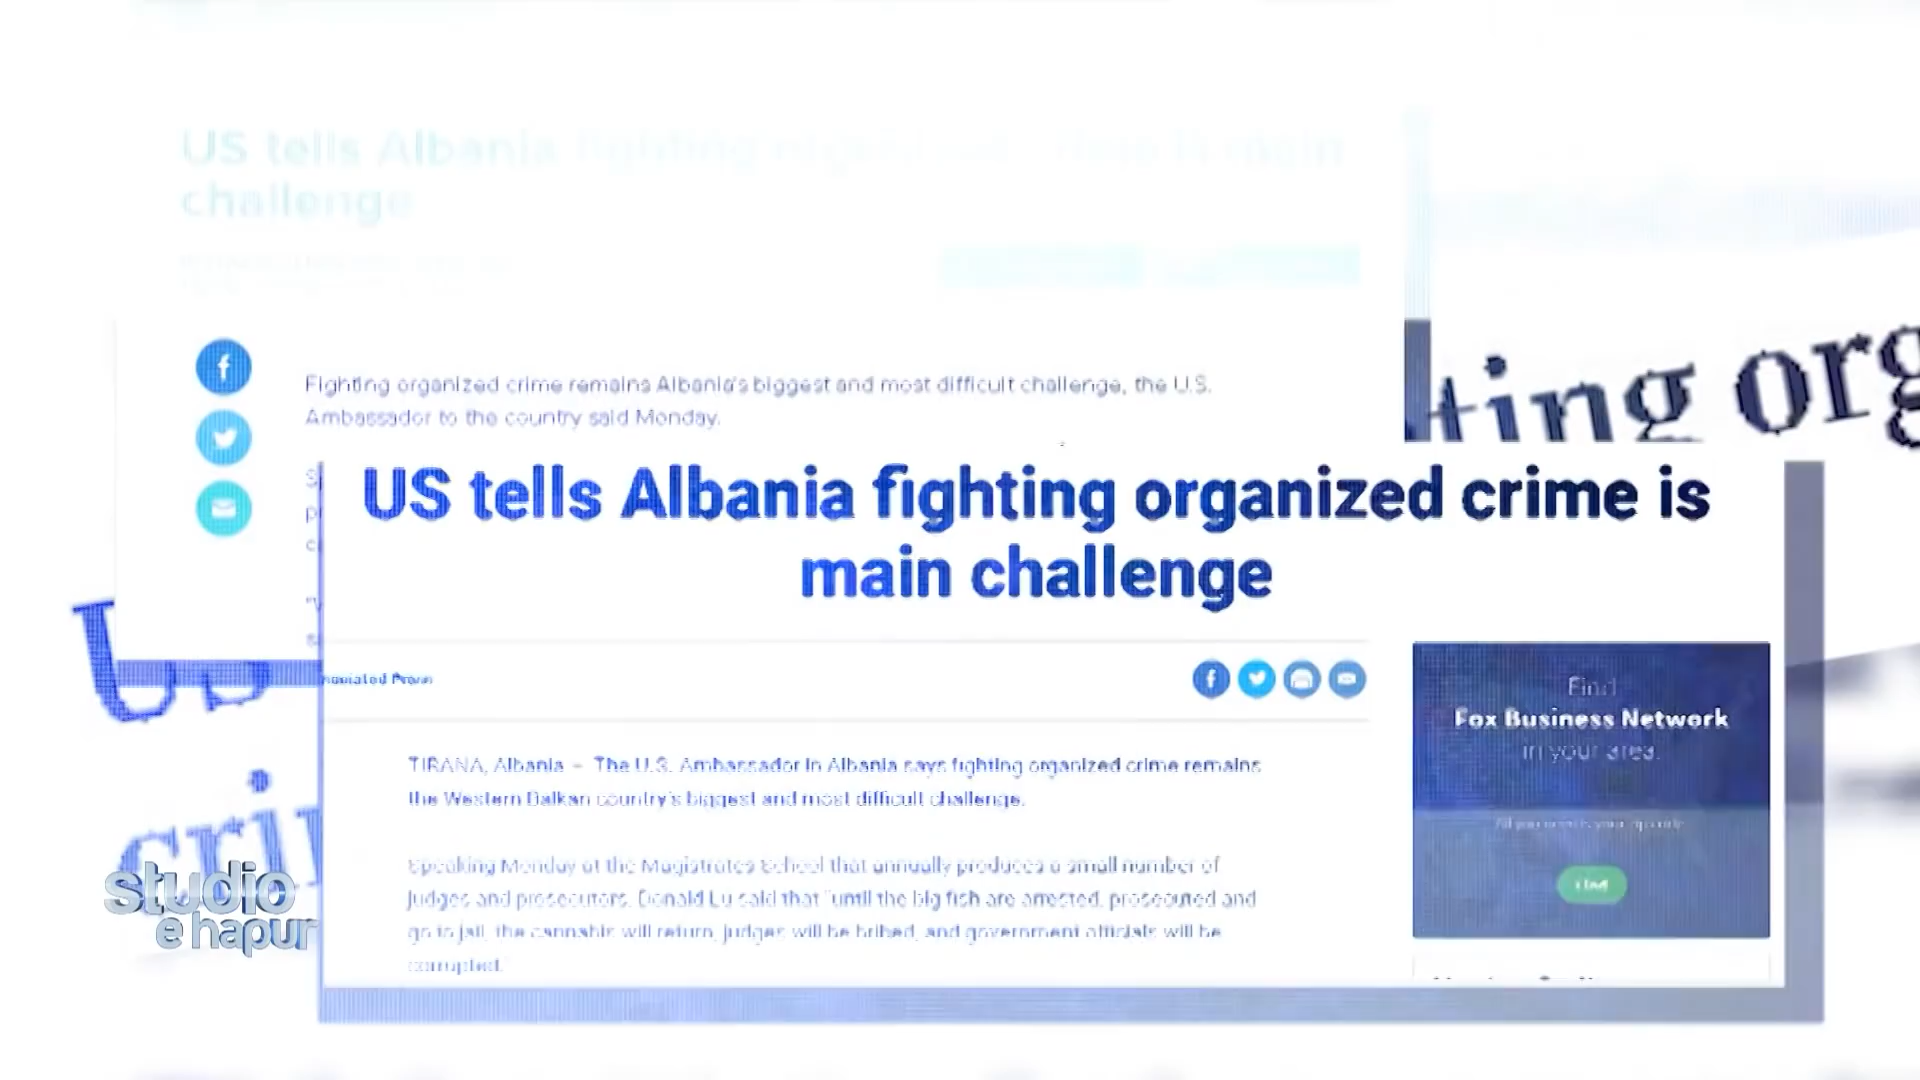 US tells Albania fighting organized crime is main
challenge
Fighting organized crime remains Albania's biggest and most difficult challenge, the U.S.
Ambassador to the country said Monday.
ting org
US tells Albania fighting organized crime is
main challenge
US
ociated Press
Find
Fox Business Network
in your area.
TIRANA, Albania – The U.S. Ambassador in Albania says fighting organized crime remains
the Western Balkan country's biggest and most difficult challenge.
crin
Speaking Monday at the Magistrates School that annually produces a small number of
judges and prosecutors, Donald Lu said that "until the big fish are arrested, prosecuted and
go to jail, the cannabis will return, judges will be bribed, and government officials will be
corrupted."
Find
studio
e hapur